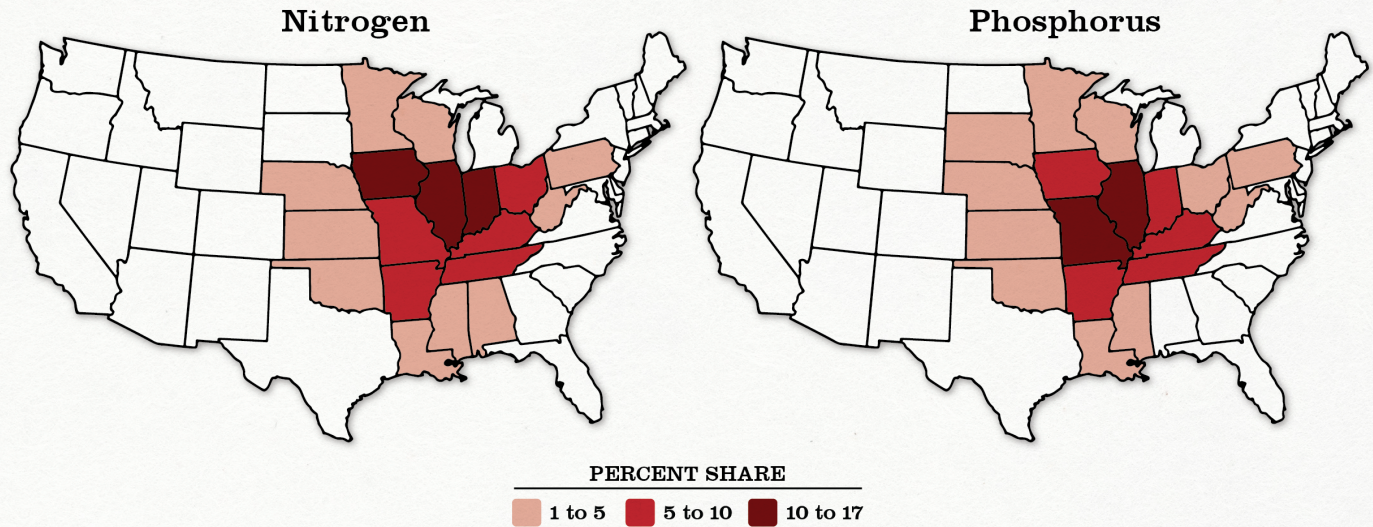 Nitrogen
Phosphorus
PERCENT SHARE
1 to 5
5 to 10
10 to 17